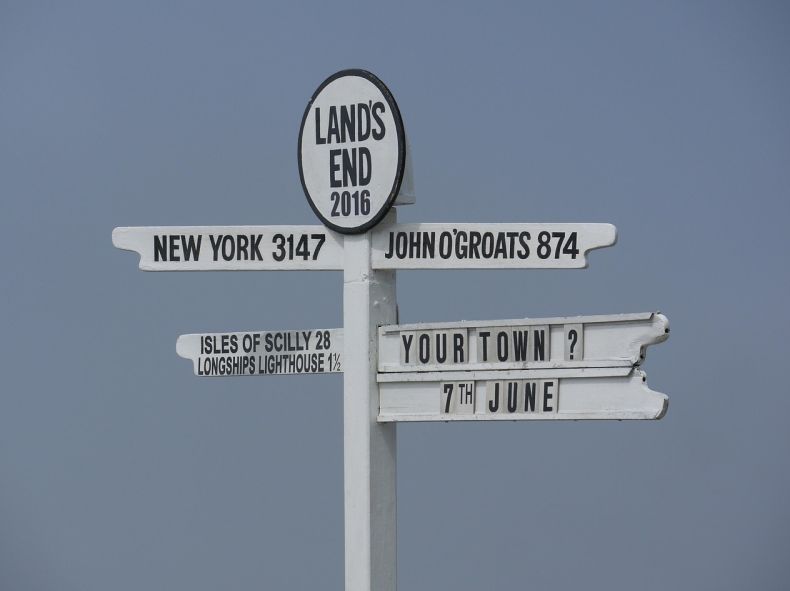 LAND'S
END
2016
NEW YORK 3147
JOHN O'GROATS 874
ISLES OF SCILLY 28
LONGSHIPS LIGHTHOUSE 1½
YOUR TOWN ?
7TH JUNE